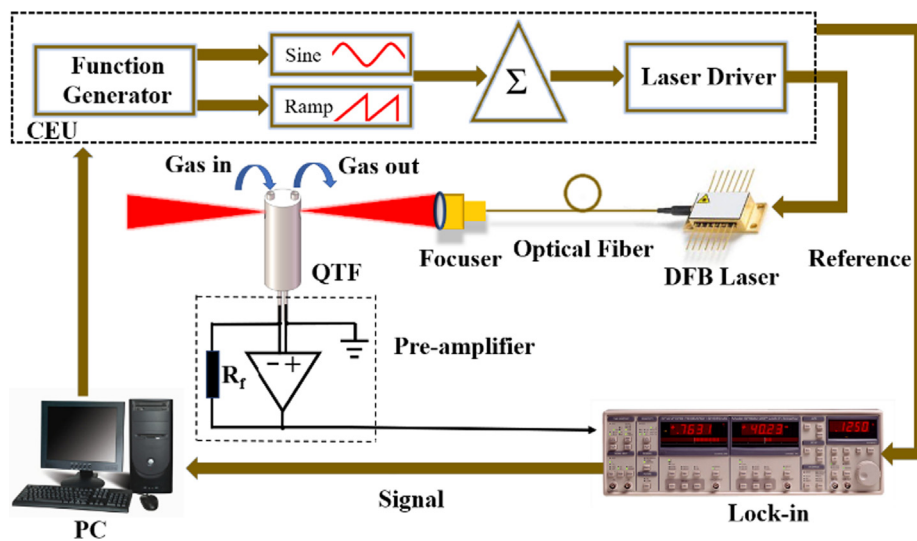 Function
Generator
Sine
Ramp
Σ
Laser Driver
CEU
Gas in
Gas out
Focuser
Optical Fiber
DFB Laser
Reference
QTF
Pre-amplifier
- +
Rf
PC
Signal
Lock-in